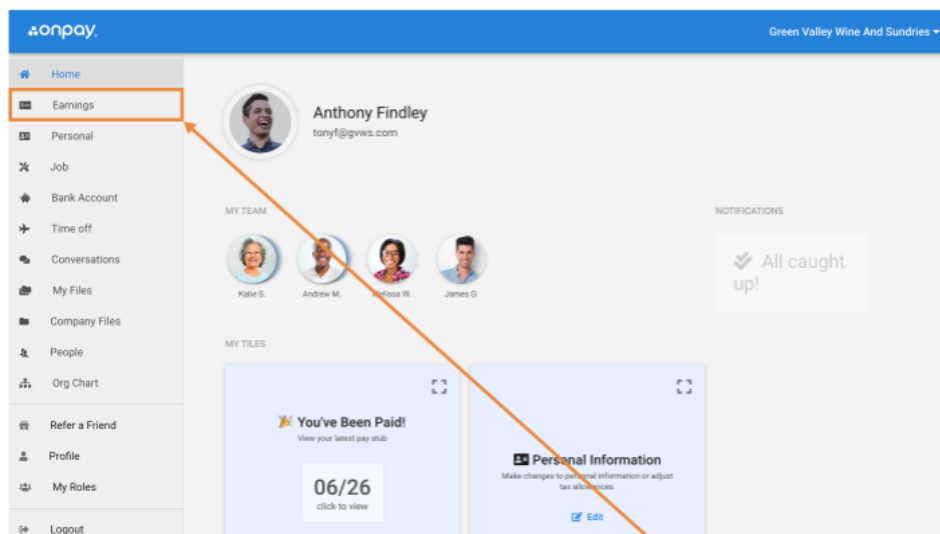 onpay
Green Valley Wine And Sundries
Home
Earnings
Personal
Job
Bank Account
Time off
Conversations
My Files
Company Files
People
Org Chart
Refer a Friend
Profile
My Roles
Logout
Anthony Findley
tonyf@gvws.com
MY TEAM
Katie S.
Andrew M.
Melissa W.
James G.
NOTIFICATIONS
All caught
up!
MY TILES
You've Been Paid!
View your latest pay stub
06/26
click to view
Personal Information
Make changes to personal information or adjust
tax allowances.
Edit